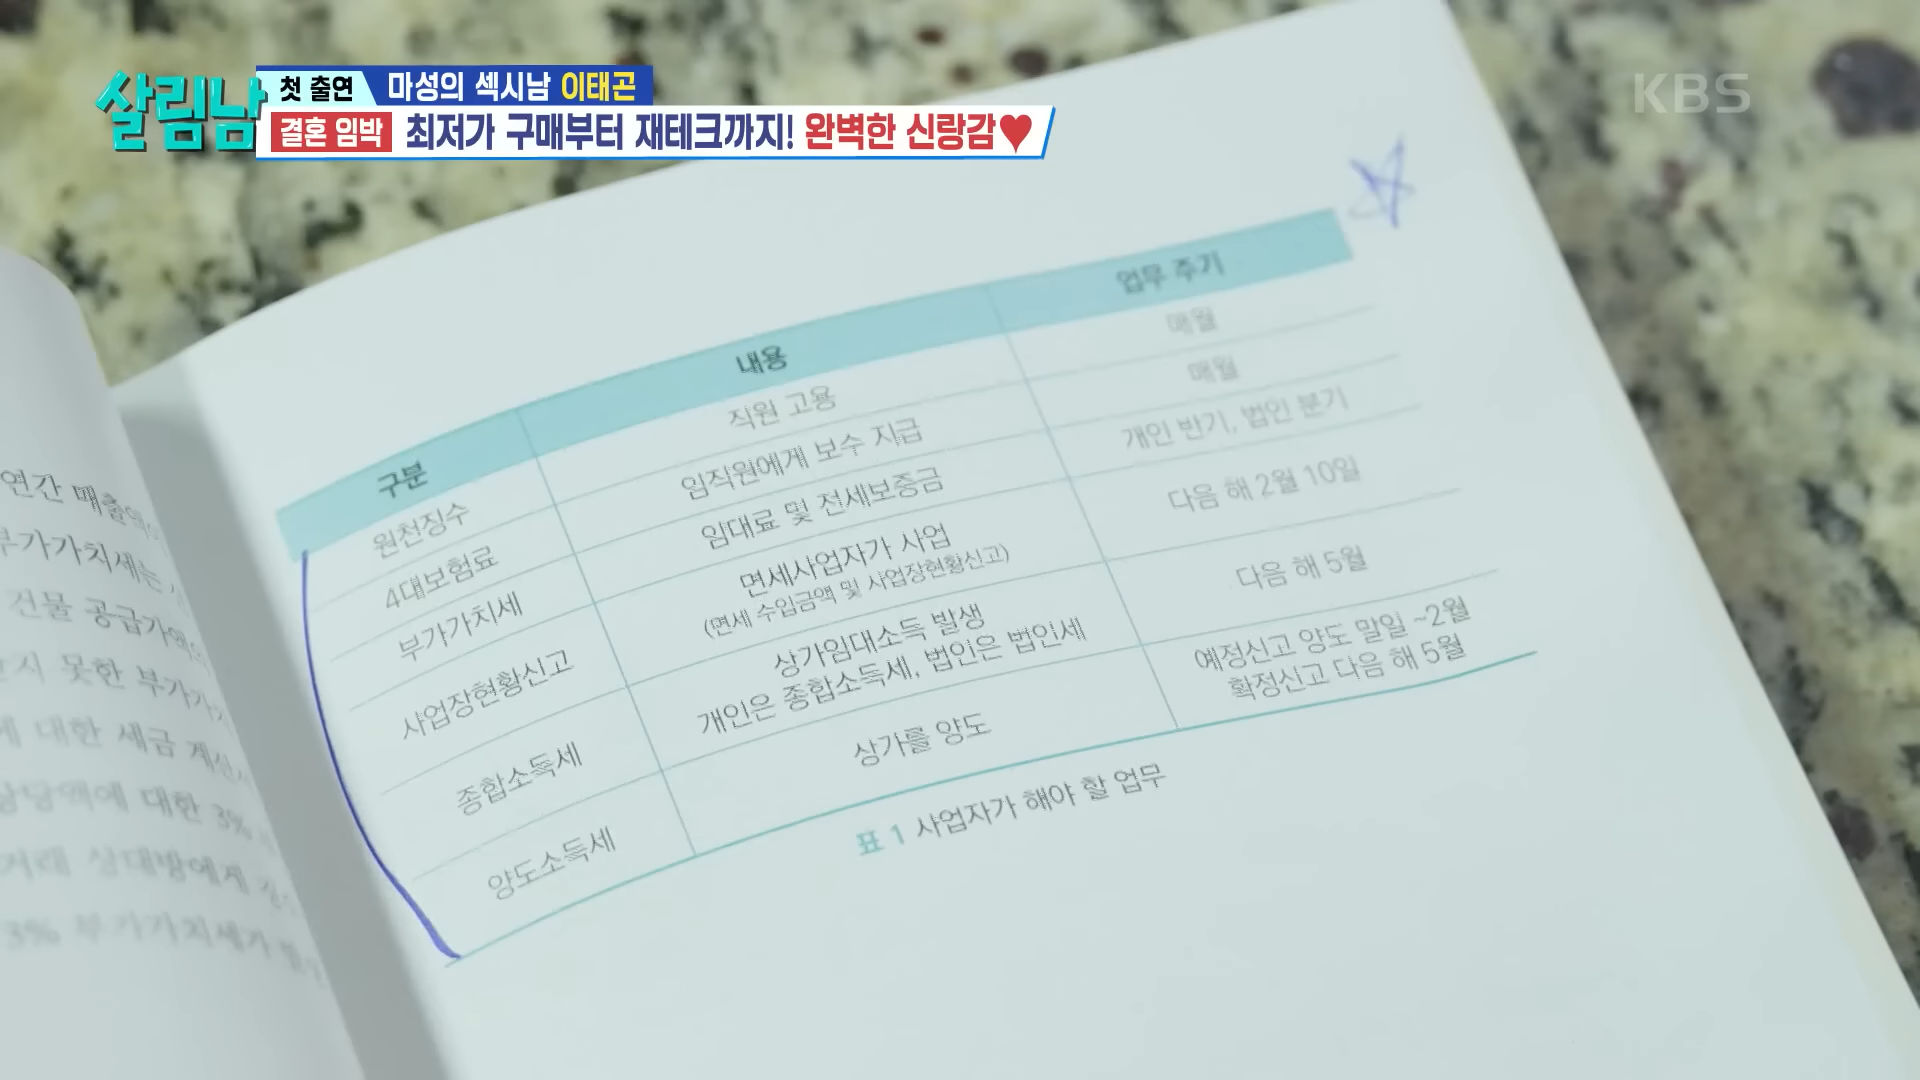 살림남
첫 출연
마성의 섹시남 이태곤
결혼 임박
최저가 구매부터 재테크까지! 완벽한 신랑감♥
KBS
구분 내용 업무 주기
원천징수 직원 고용 매월
4대보험료 임직원에게 보수 지급 매월
부가가치세 임대료 및 전세보증금 개인 반기, 법인 분기
사업장현황신고 면세사업자가 사업 다음 해 2월 10일
(면세 수입금액 및 사업장현황신고)
종합소득세 상가임대소득 발생 다음 해 5월
개인은 종합소득세, 법인은 법인세
양도소득세 상가를 양도 예정신고 양도 말일 ~2월
확정신고 다음 해 5월
표 1 사업자가 해야 할 업무
연간 매출액
부가가치세는
건물 공급가액
지 못한 부가가
대한 세금 계산
상당액에 대한 3%
거래 상대방에게
3% 부가가치세가